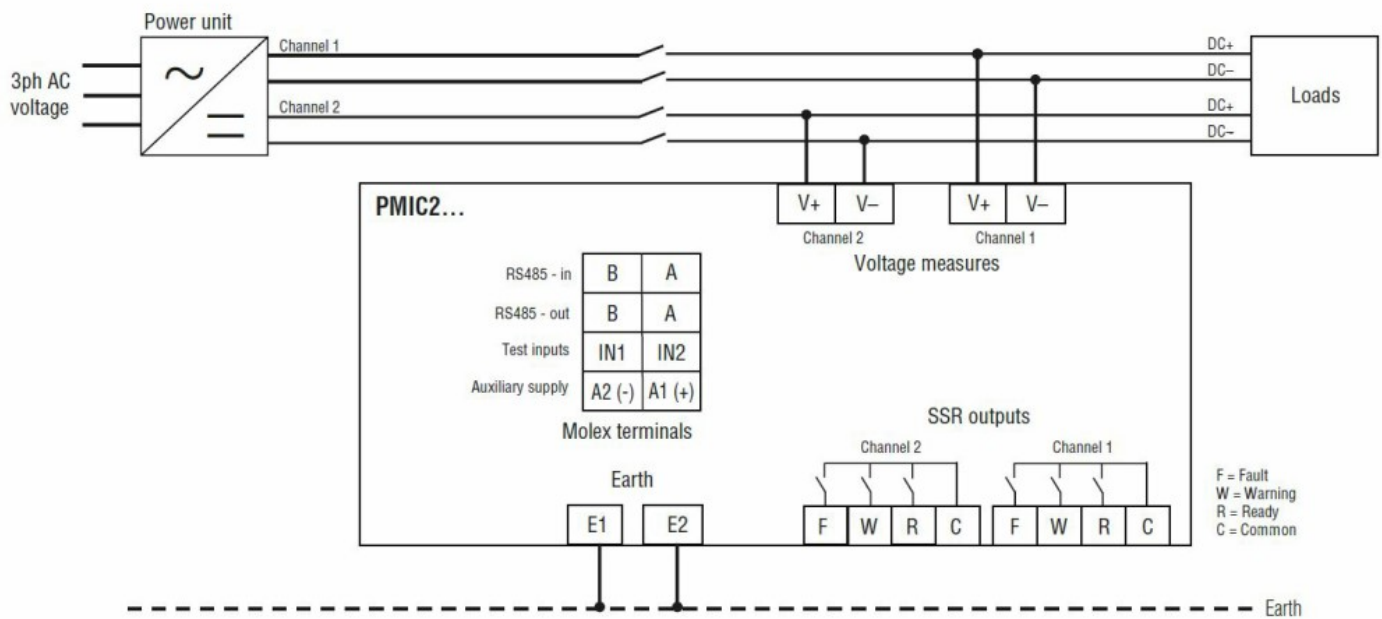 Power unit
3ph AC
voltage
Channel 1
Channel 2
DC+
DC–
DC+
DC–
Loads
PMIC2...
V+ V– V+ V–
Channel 2 Channel 1
Voltage measures
RS485 - in B A
RS485 - out B A
Test inputs IN1 IN2
Auxiliary supply A2 (-) A1 (+)
Molex terminals
Earth
E1 E2
SSR outputs
Channel 2 Channel 1
F W R C F W R C
F = Fault
W = Warning
R = Ready
C = Common
Earth